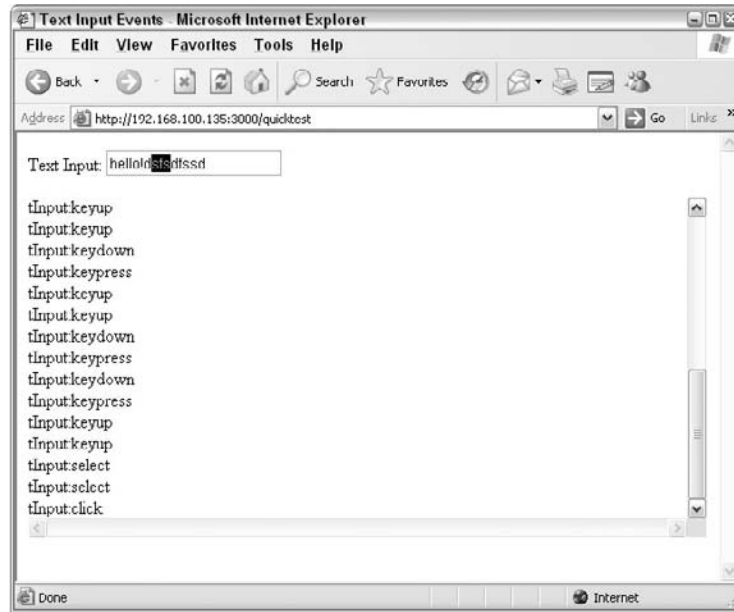 Text Input Events - Microsoft Internet Explorer
File Edit View Favorites Tools Help
Back Search Favorites
Address http://192.168.100.135:3000/quicktest Go Links »
Text Input: hello!dsfsdfssd
tInput:keyup
tInput:keyup
tInput:keydown
tInput:keypress
tInput:keyup
tInput:keyup
tInput:keydown
tInput:keypress
tInput:keydown
tInput:keypress
tInput:keyup
tInput:keyup
tInput:select
tInput:select
tInput:click
Done Internet